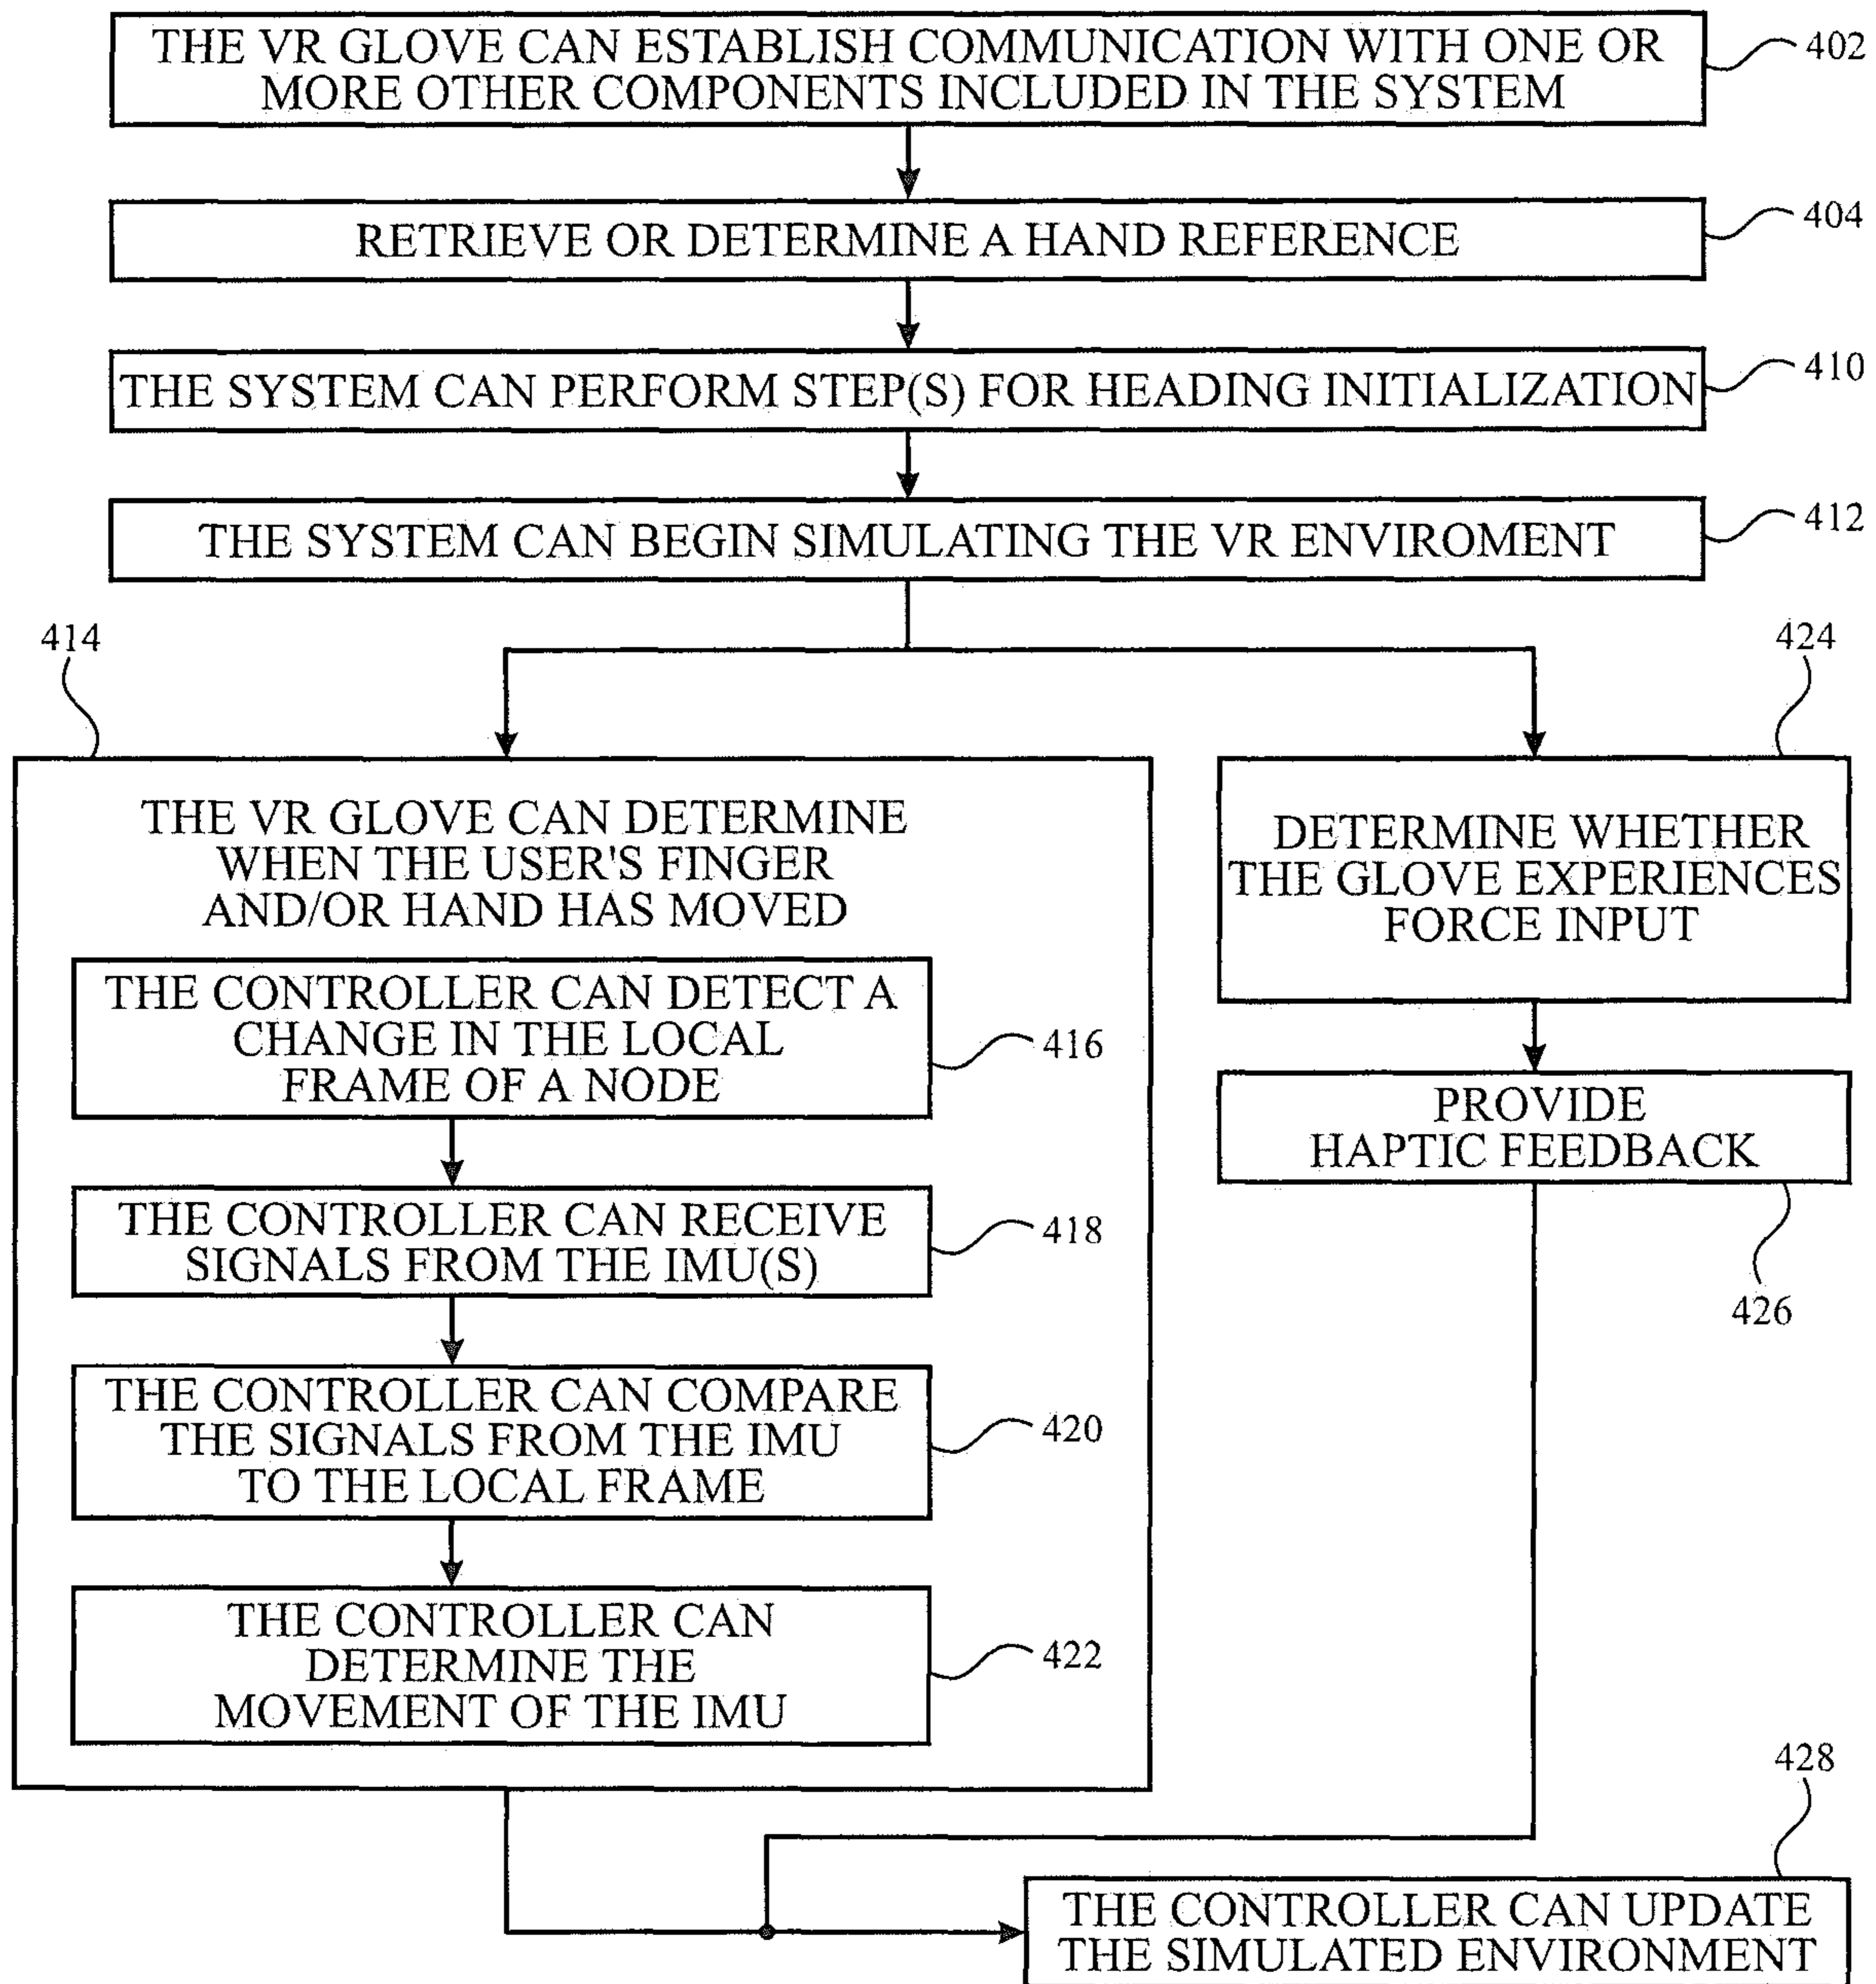 THE VR GLOVE CAN ESTABLISH COMMUNICATION WITH ONE OR
MORE OTHER COMPONENTS INCLUDED IN THE SYSTEM
402
RETRIEVE OR DETERMINE A HAND REFERENCE
404
THE SYSTEM CAN PERFORM STEP(S) FOR HEADING INITIALIZATION
410
THE SYSTEM CAN BEGIN SIMULATING THE VR ENVIROMENT
412
414
THE VR GLOVE CAN DETERMINE
WHEN THE USER'S FINGER
AND/OR HAND HAS MOVED
THE CONTROLLER CAN DETECT A
CHANGE IN THE LOCAL
FRAME OF A NODE
416
THE CONTROLLER CAN RECEIVE
SIGNALS FROM THE IMU(S)
418
THE CONTROLLER CAN COMPARE
THE SIGNALS FROM THE IMU
TO THE LOCAL FRAME
420
THE CONTROLLER CAN
DETERMINE THE
MOVEMENT OF THE IMU
422
424
DETERMINE WHETHER
THE GLOVE EXPERIENCES
FORCE INPUT
PROVIDE
HAPTIC FEEDBACK
426
428
THE CONTROLLER CAN UPDATE
THE SIMULATED ENVIRONMENT